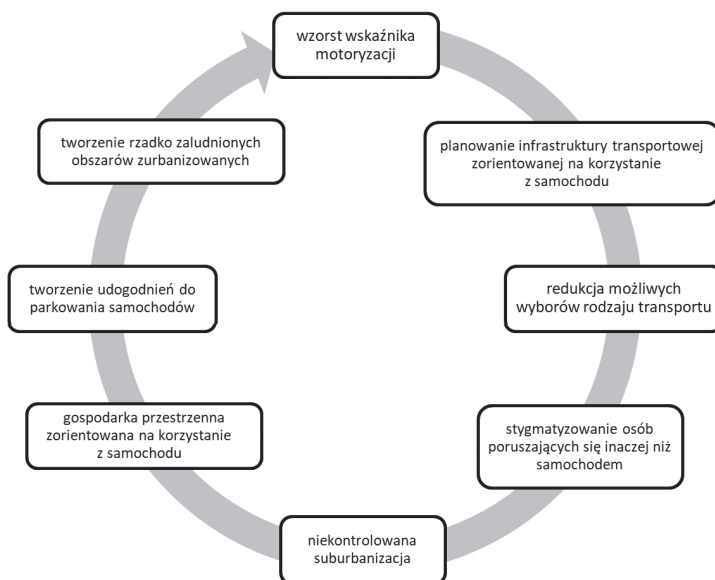 wzorst wskaźnika
motoryzacji
planowanie infrastruktury transportowej
zorientowanej na korzystanie
z samochodu
redukcja możliwych
wyborów rodzaju transportu
stygmatyzowanie osób
poruszających się inaczej niż
samochodem
niekontrolowana
suburbanizacja
gospodarka przestrzenna
zorientowana na korzystanie
z samochodu
tworzenie udogodnień do
parkowania samochodów
tworzenie rzadko zaludnionych
obszarów zurbanizowanych